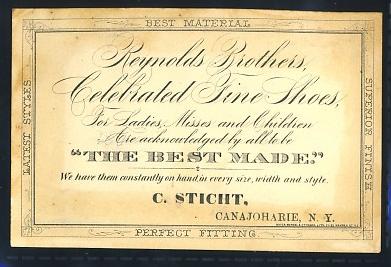 BEST MATERIAL
LATEST STYLES
SUPERIOR FINISH
Reynolds Brothers,
Celebrated Fine Shoes,
For Ladies, Misses and Children
Are acknowledged by all to be
"THE BEST MADE."
We have them constantly on hand, in every size, width and style.
C. STICHT,
CANAJOHARIE, N. Y.
PERFECT FITTING